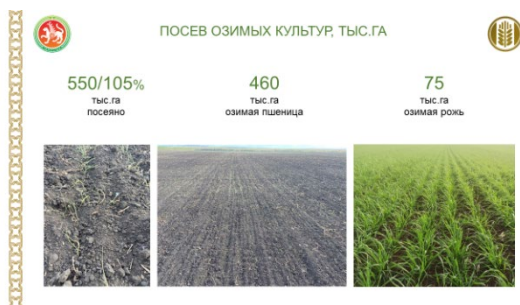 ПОСЕВ ОЗИМЫХ КУЛЬТУР, ТЫС.ГА
550/105%
тыс.га
посеяно
460
тыс.га
озимая пшеница
75
тыс.га
озимая рожь